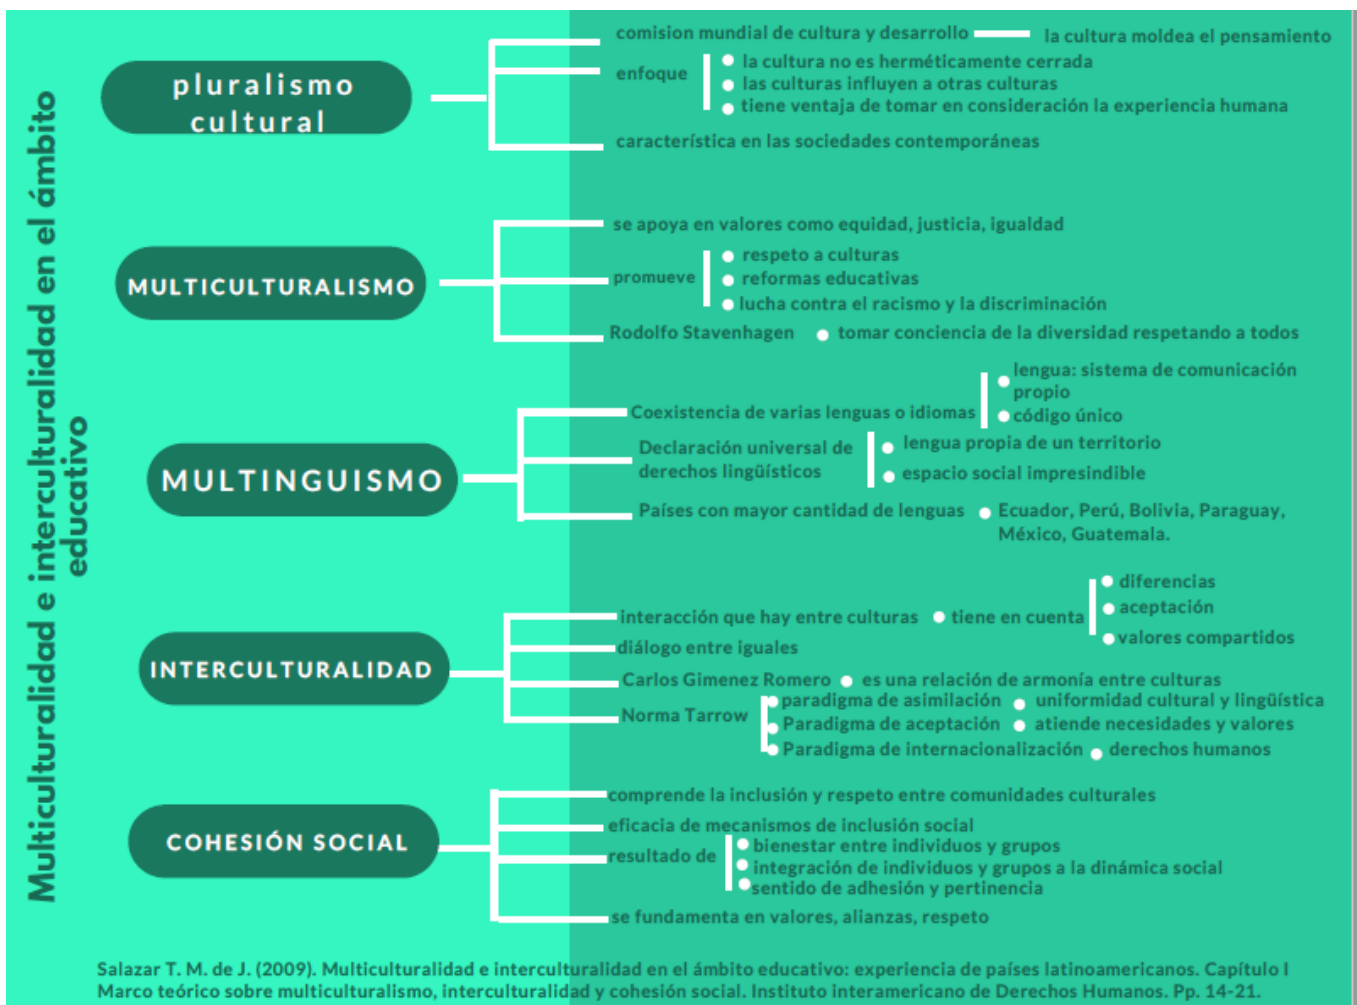 Multiculturalidad e interculturalidad en el ámbito
educativo
pluralismo
cultural
comision mundial de cultura y desarrollo
la cultura moldea el pensamiento
enfoque
la cultura no es herméticamente cerrada
las culturas influyen a otras culturas
tiene ventaja de tomar en consideración la experiencia humana
característica en las sociedades contemporáneas
MULTICULTURALISMO
se apoya en valores como equidad, justicia, igualdad
promueve
respeto a culturas
reformas educativas
lucha contra el racismo y la discriminación
Rodolfo Stavenhagen
tomar conciencia de la diversidad respetando a todos
MULTINGUISMO
Coexistencia de varias lenguas o idiomas
lengua: sistema de comunicación
propio
código único
Declaración universal de
derechos lingüísticos
lengua propia de un territorio
espacio social impresindible
Países con mayor cantidad de lenguas
Ecuador, Perú, Bolivia, Paraguay,
México, Guatemala.
INTERCULTURALIDAD
interacción que hay entre culturas
tiene en cuenta
diferencias
aceptación
valores compartidos
diálogo entre iguales
Carlos Gimenez Romero
es una relación de armonía entre culturas
Norma Tarrow
paradigma de asimilación
uniformidad cultural y lingüística
Paradigma de aceptación
atiende necesidades y valores
Paradigma de internacionalización
derechos humanos
COHESIÓN SOCIAL
comprende la inclusión y respeto entre comunidades culturales
eficacia de mecanismos de inclusión social
resultado de
bienestar entre individuos y grupos
integración de individuos y grupos a la dinámica social
sentido de adhesión y pertinencia
se fundamenta en valores, alianzas, respeto
Salazar T. M. de J. (2009). Multiculturalidad e interculturalidad en el ámbito educativo: experiencia de países latinoamericanos. Capítulo I
Marco teórico sobre multiculturalismo, interculturalidad y cohesión social. Instituto interamericano de Derechos Humanos. Pp. 14-21.